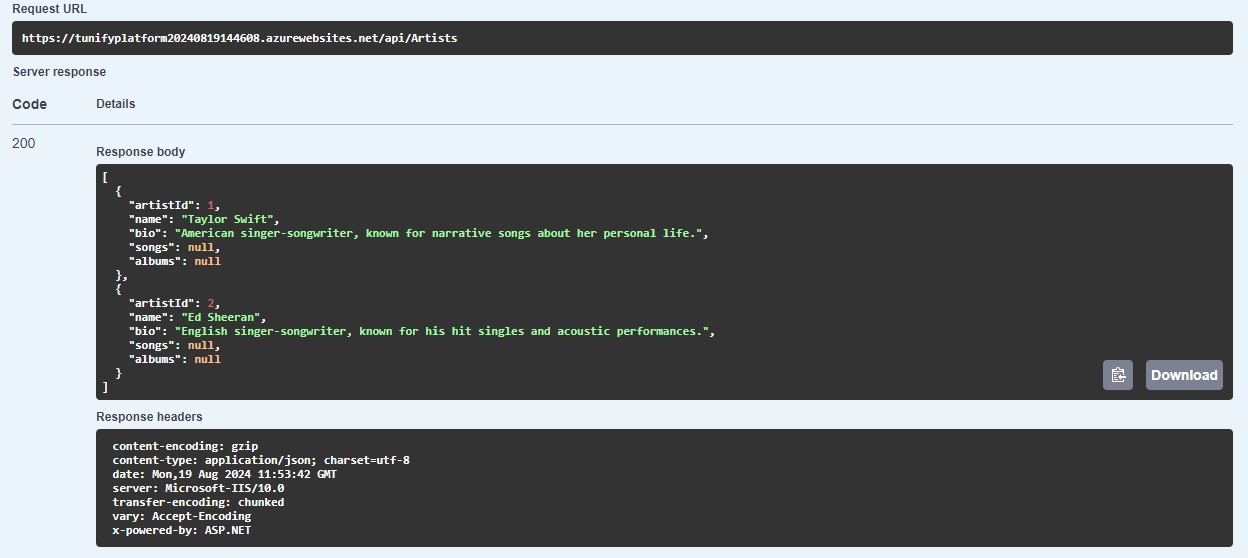 Request URL
https://tunifyplatform20240819144608.azurewebsites.net/api/Artists
Server response
Code Details
200
Response body
[
  {
    "artistId": 1,
    "name": "Taylor Swift",
    "bio": "American singer-songwriter, known for narrative songs about her personal life.",
    "songs": null,
    "albums": null
  },
  {
    "artistId": 2,
    "name": "Ed Sheeran",
    "bio": "English singer-songwriter, known for his hit singles and acoustic performances.",
    "songs": null,
    "albums": null
  }
]
Download
Response headers
content-encoding: gzip
content-type: application/json; charset=utf-8
date: Mon,19 Aug 2024 11:53:42 GMT
server: Microsoft-IIS/10.0
transfer-encoding: chunked
vary: Accept-Encoding
x-powered-by: ASP.NET